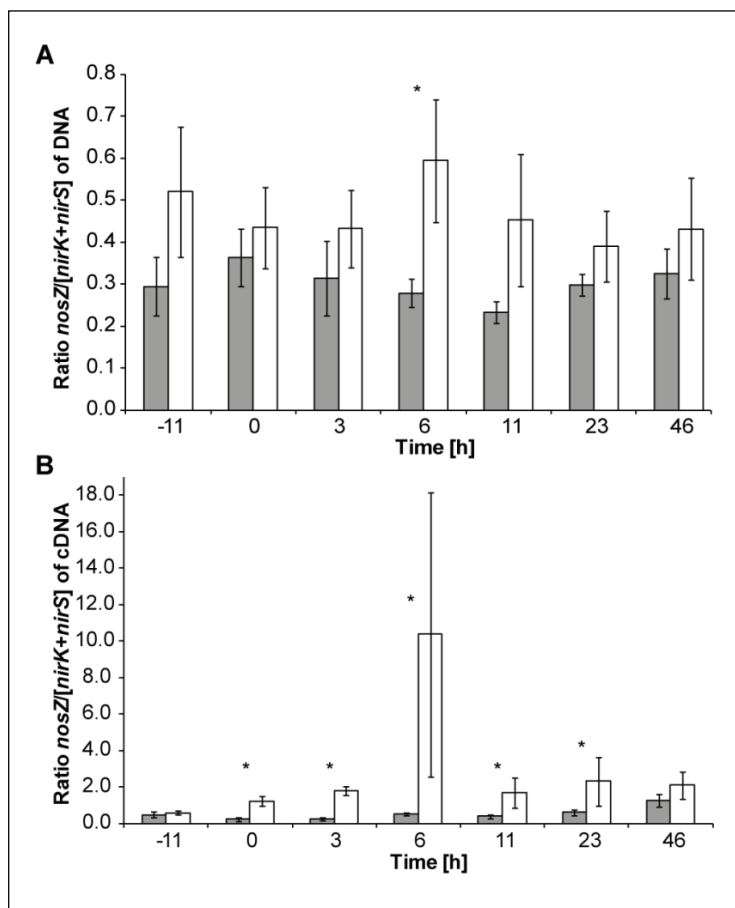 A
Ratio nosZ/[nirK+nirS] of DNA
0.8
0.7
0.6
0.5
0.4
0.3
0.2
0.1
0.0
*
-11 0 3 6 11 23 46
Time [h]
B
Ratio nosZ/[nirK+nirS] of cDNA
18.0
16.0
14.0
12.0
10.0
8.0
6.0
4.0
2.0
0.0
* * * * *
-11 0 3 6 11 23 46
Time [h]